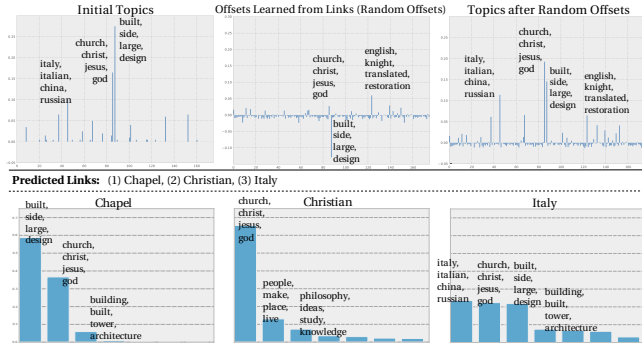 Initial Topics
built,
side,
large,
design
church,
christ,
jesus,
god
italy,
italian,
china,
russian
Offsets Learned from Links (Random Offsets)
church,
christ,
jesus,
god
english,
knight,
translated,
restoration
built,
side,
large,
design
Topics after Random Offsets
church,
christ,
jesus,
god
italy,
italian,
china,
russian
built,
side,
large,
design
english,
knight,
translated,
restoration
Predicted Links: (1) Chapel, (2) Christian, (3) Italy
Chapel
built,
side,
large,
design
church,
christ,
jesus,
god
building,
built,
tower,
architecture
Christian
church,
christ,
jesus,
god
people,
make,
place,
live
philosophy,
ideas,
study,
knowledge
Italy
italy,
italian,
china,
russian
church,
christ,
jesus,
god
built,
side,
large,
design
building,
built,
tower,
architecture